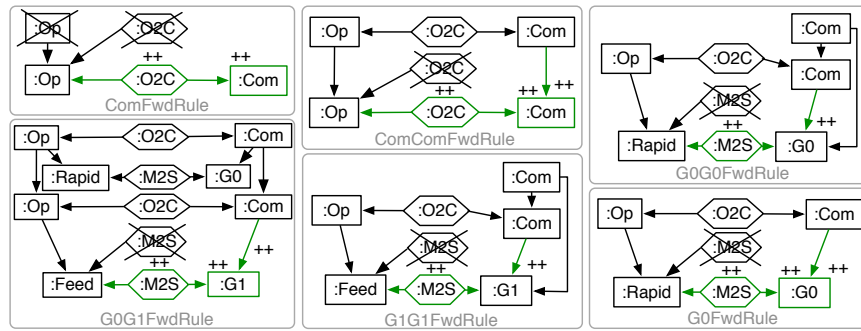 :Op :O2C
++ ++
:Op :O2C :Com
ComFwdRule
:Op :O2C :Com
:O2C
++ ++ ++
:Op :O2C :Com
ComComFwdRule
:Com
:Op :O2C :Com
:M2S
++ ++ ++
:Rapid :M2S :G0
G0G0FwdRule
:Op :O2C :Com
:Rapid :M2S :G0
:Op :O2C :Com
:M2S
++ ++ ++
:Feed :M2S :G1
G0G1FwdRule
:Com
:Op :O2C :Com
:M2S
++ ++ ++
:Feed :M2S :G1
G1G1FwdRule
:Op :O2C :Com
:M2S
++ ++ ++
:Rapid :M2S :G0
G0FwdRule